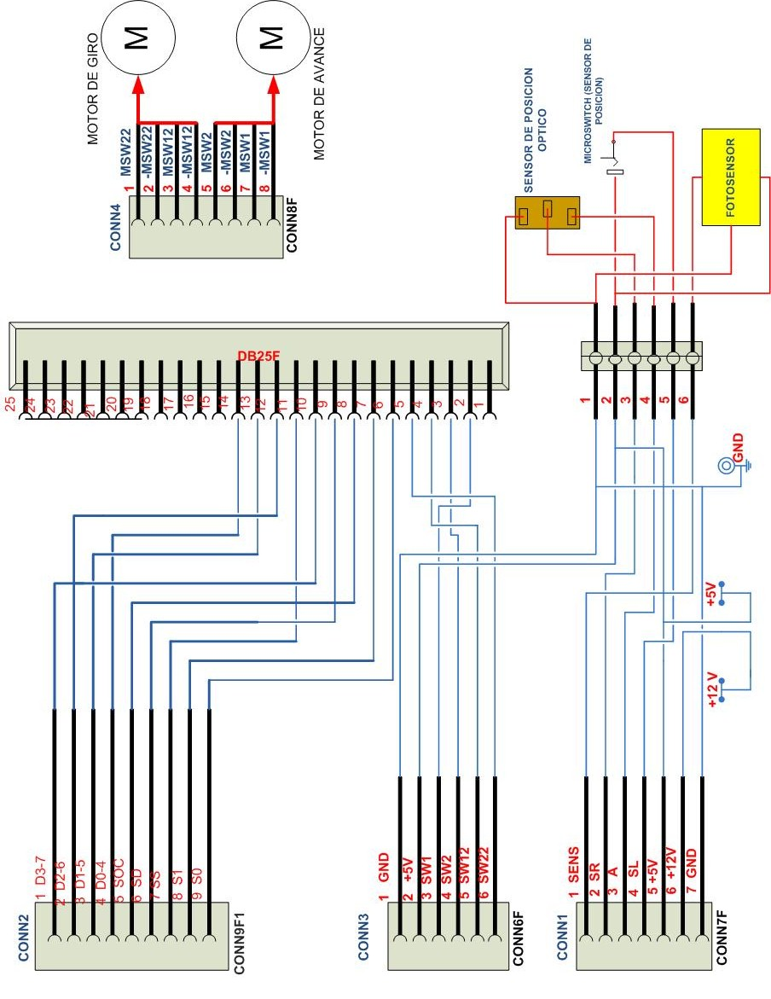 MOTOR DE GIRO
M
M
MOTOR DE AVANCE
CONN4
1 MSW22
2 -MSW22
3 MSW12
4 -MSW12
5 MSW2
6 -MSW2
7 MSW1
8 -MSW1
CONN8F
SENSOR DE POSICION
OPTICO
MICROSWITCH (SENSOR DE
POSICION)
FOTOSENSOR
DB25F
25
24
23
22
21
20
19
18
17
16
15
14
13
12
11
10
9
8
7
6
5
4
3
2
1
1
2
3
4
5
6
GND
+5V
+12 V
CONN2
1 D3-7
2 D2-6
3 D1-5
4 D0-4
5 SOC
6 SD
7 SS
8 S1
9 S0
CONN9F1
CONN3
1 GND
2 +5V
3 SW1
4 SW2
5 SW12
6 SW22
CONN6F
CONN1
1 SENS
2 SR
3 A
4 SL
5 +5V
6 +12V
7 GND
CONN7F